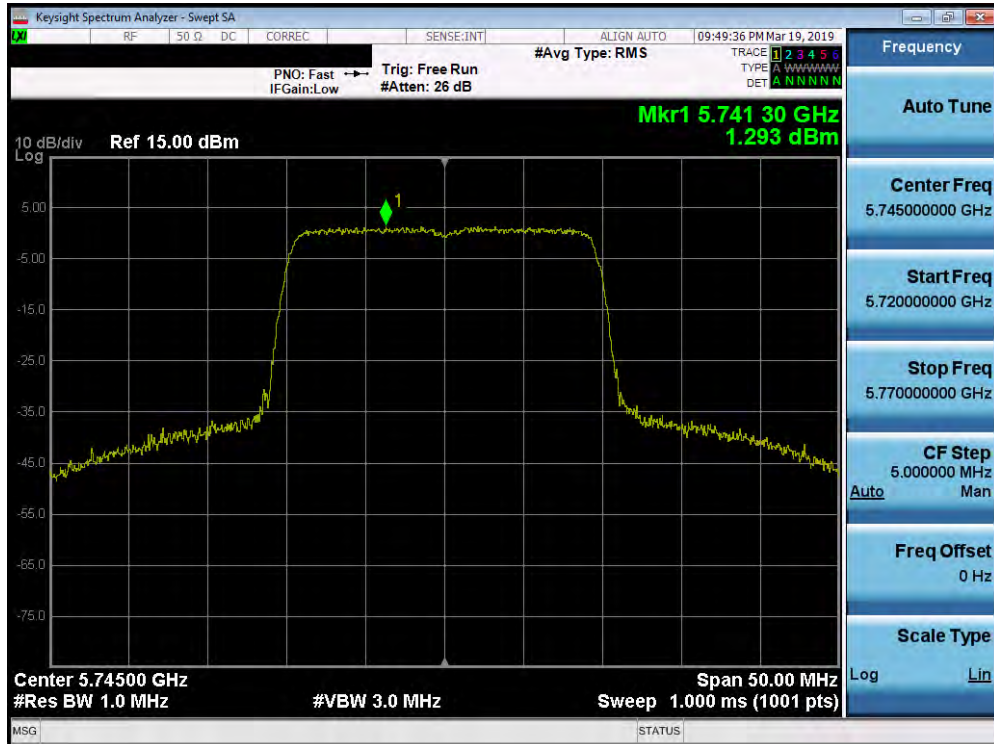 Keysight Spectrum Analyzer - Swept SA
LXI RF 50 Ω DC CORREC SENSE:INT ALIGN AUTO 09:49:36 PM Mar 19, 2019
#Avg Type: RMS
TRACE 1 2 3 4 5 6
TYPE A WWWWW
DET A N N N N N
PNO: Fast
IFGain:Low
Trig: Free Run
#Atten: 26 dB
Mkr1 5.741 30 GHz
1.293 dBm
10 dB/div
Log
Ref 15.00 dBm
1
5.00
-5.00
-15.0
-25.0
-35.0
-45.0
-55.0
-65.0
-75.0
Center 5.74500 GHz
Span 50.00 MHz
#Res BW 1.0 MHz
#VBW 3.0 MHz
Sweep 1.000 ms (1001 pts)
MSG
STATUS
Frequency
Auto Tune
Center Freq
5.745000000 GHz
Start Freq
5.720000000 GHz
Stop Freq
5.770000000 GHz
CF Step
5.000000 MHz
Auto Man
Freq Offset
0 Hz
Scale Type
Log Lin